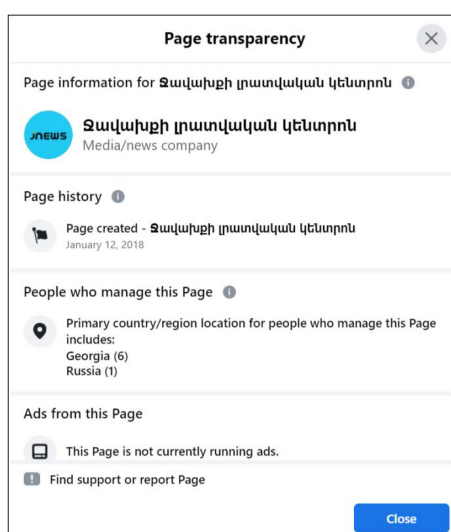 Page transparency
Page information for Ջավախքի լրատվական կենտրոն
JNEWS
Ջավախքի լրատվական կենտրոն
Media/news company
Page history
Page created - Ջավախքի լրատվական կենտրոն
January 12, 2018
People who manage this Page
Primary country/region location for people who manage this Page
includes:
Georgia (6)
Russia (1)
Ads from this Page
This Page is not currently running ads.
Find support or report Page
Close